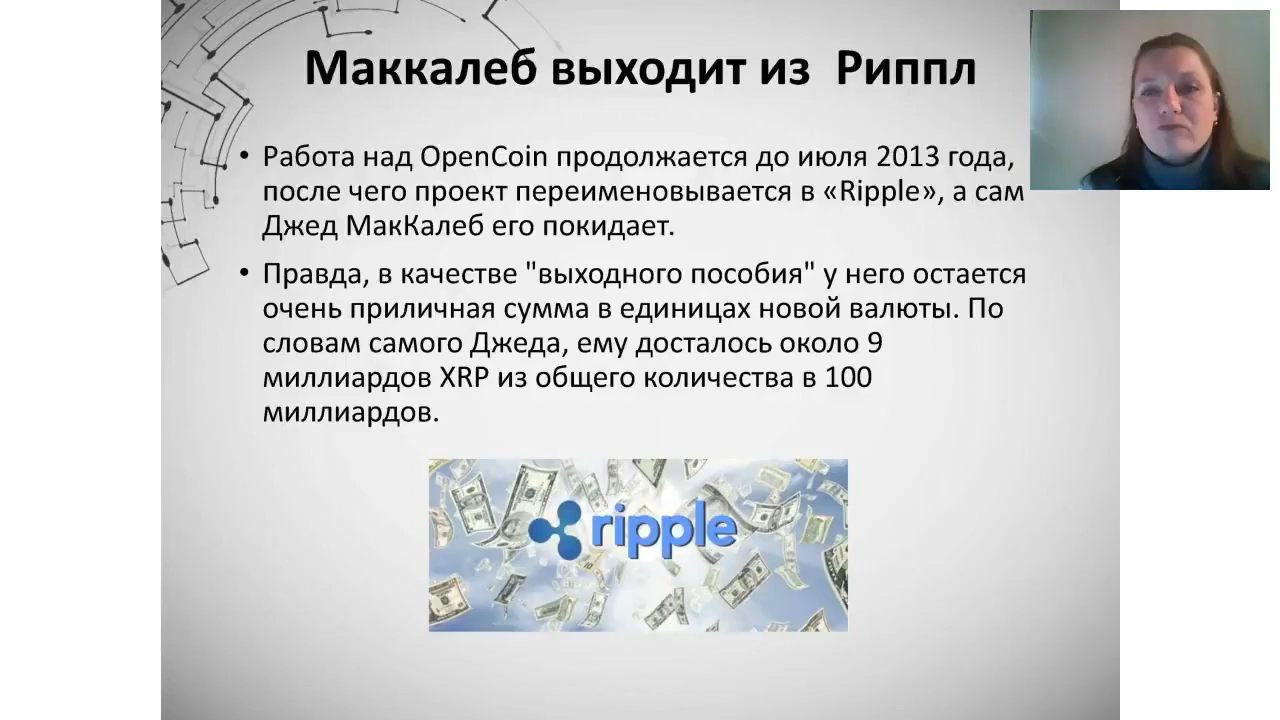 Маккалеб выходит из Риппл
• Работа над OpenCoin продолжается до июля 2013 года,
после чего проект переименовывается в «Ripple», а сам
Джед МакКалеб его покидает.
• Правда, в качестве "выходного пособия" у него остается
очень приличная сумма в единицах новой валюты. По
словам самого Джеда, ему досталось около 9
миллиардов XRP из общего количества в 100
миллиардов.
ripple